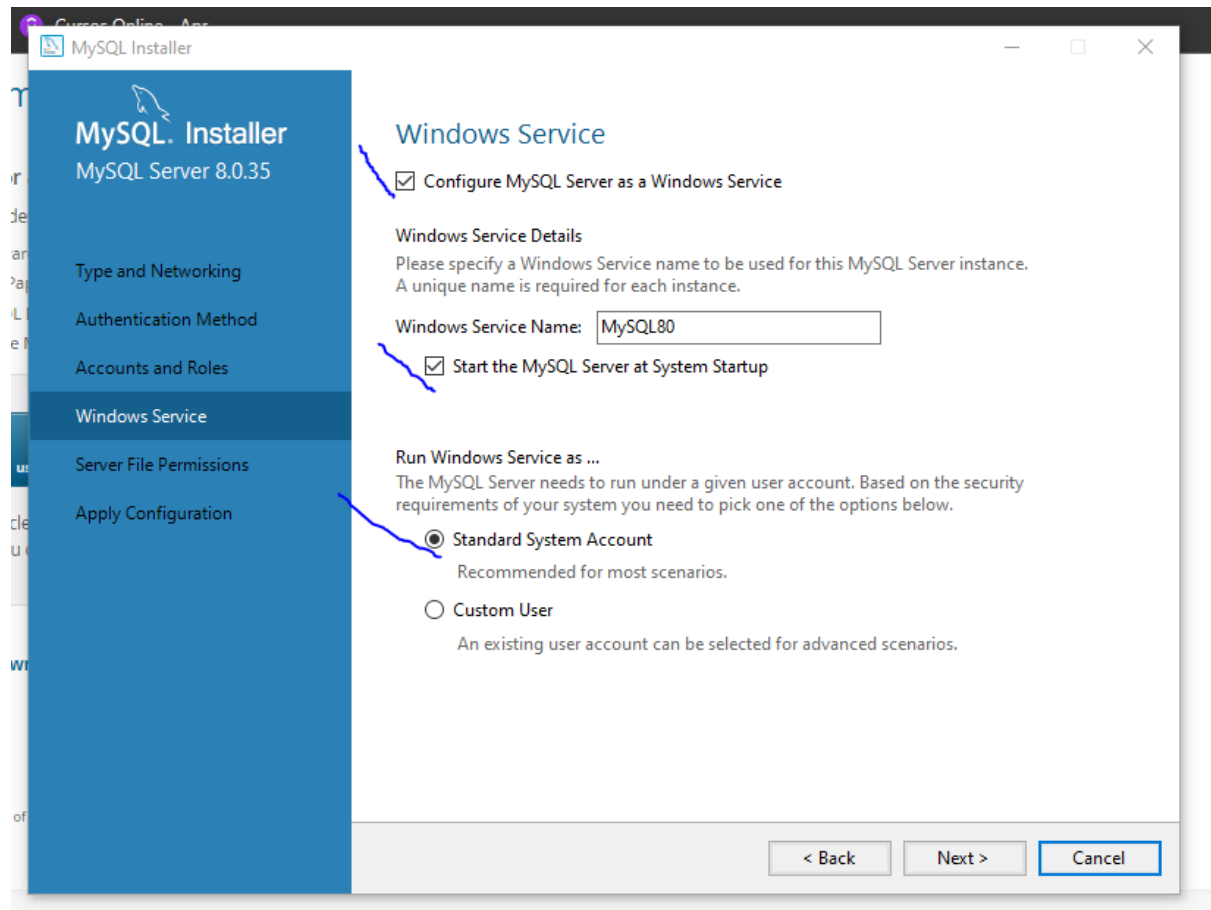 MySQL Installer
MySQL. Installer
MySQL Server 8.0.35
Type and Networking
Authentication Method
Accounts and Roles
Windows Service
Server File Permissions
Apply Configuration
Windows Service
Configure MySQL Server as a Windows Service
Windows Service Details
Please specify a Windows Service name to be used for this MySQL Server instance.
A unique name is required for each instance.
Windows Service Name: MySQL80
Start the MySQL Server at System Startup
Run Windows Service as ...
The MySQL Server needs to run under a given user account. Based on the security
requirements of your system you need to pick one of the options below.
Standard System Account
Recommended for most scenarios.
Custom User
An existing user account can be selected for advanced scenarios.
< Back Next > Cancel
of